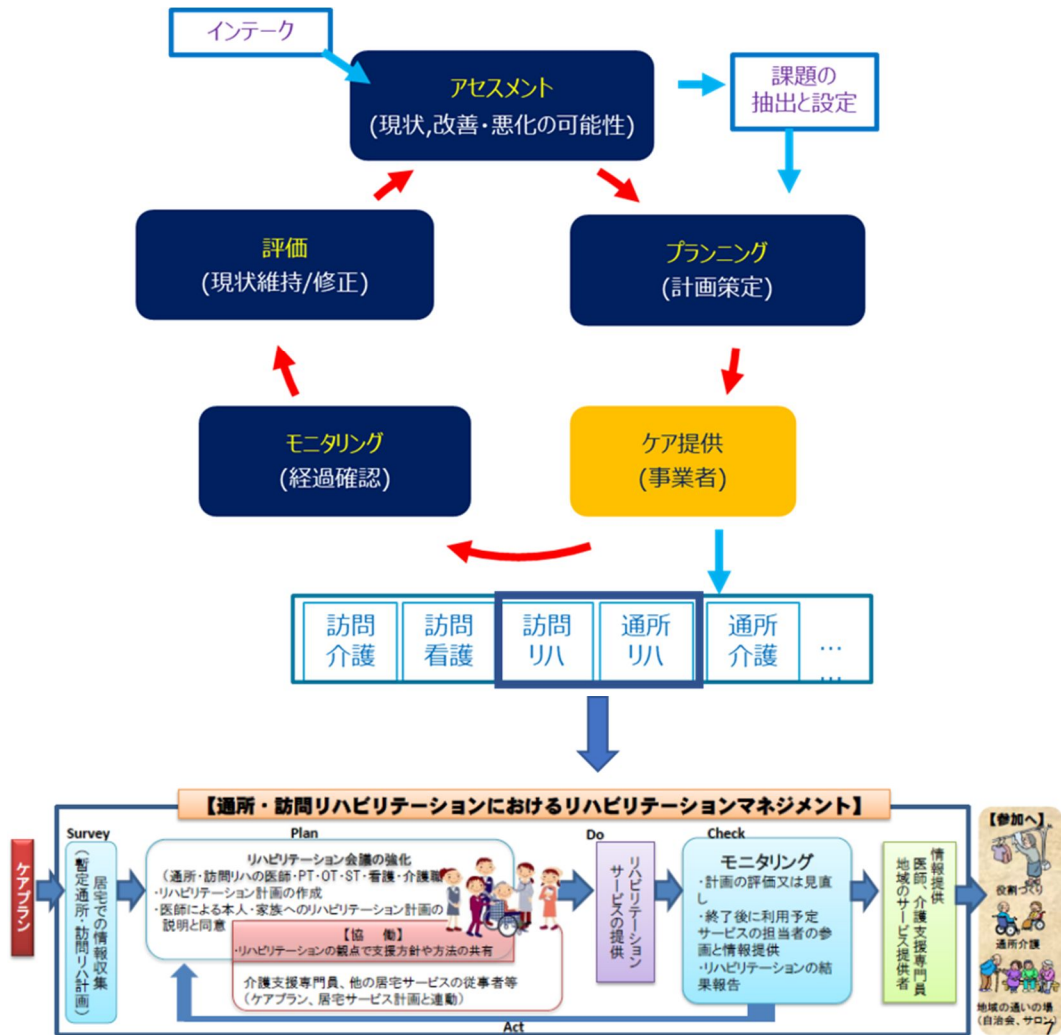 インテーク
アセスメント
(現状,改善・悪化の可能性)
課題の
抽出と設定
評価
(現状維持/修正)
プランニング
(計画策定)
モニタリング
(経過確認)
ケア提供
(事業者)
訪問
介護
訪問
看護
訪問
リハ
通所
リハ
通所
介護
…
…
【通所・訪問リハビリテーションにおけるリハビリテーションマネジメント】
ケアプラン
Survey
居宅での情報収集
(暫定通所・訪問リハ計画)
Plan
リハビリテーション会議の強化
(通所・訪問リハの医師・PT・OT・ST・看護・介護職
・リハビリテーション計画の作成
・医師による本人・家族へのリハビリテーション計画の
説明と同意
【協　働】
・リハビリテーションの観点で支援方針や方法の共有
介護支援専門員、他の居宅サービスの従事者等
(ケアプラン、居宅サービス計画と連動)
Do
リハビリテーション
サービスの提供
Check
モニタリング
・計画の評価又は見直
し
・終了後に利用予定
サービスの担当者の参
画と情報提供
・リハビリテーションの結
果報告
Act
情報提供
医師、介護支援専門員
地域のサービス提供者
【参加へ】
役割づくり
通所介護
地域の通いの場
(自治会、サロン)
7